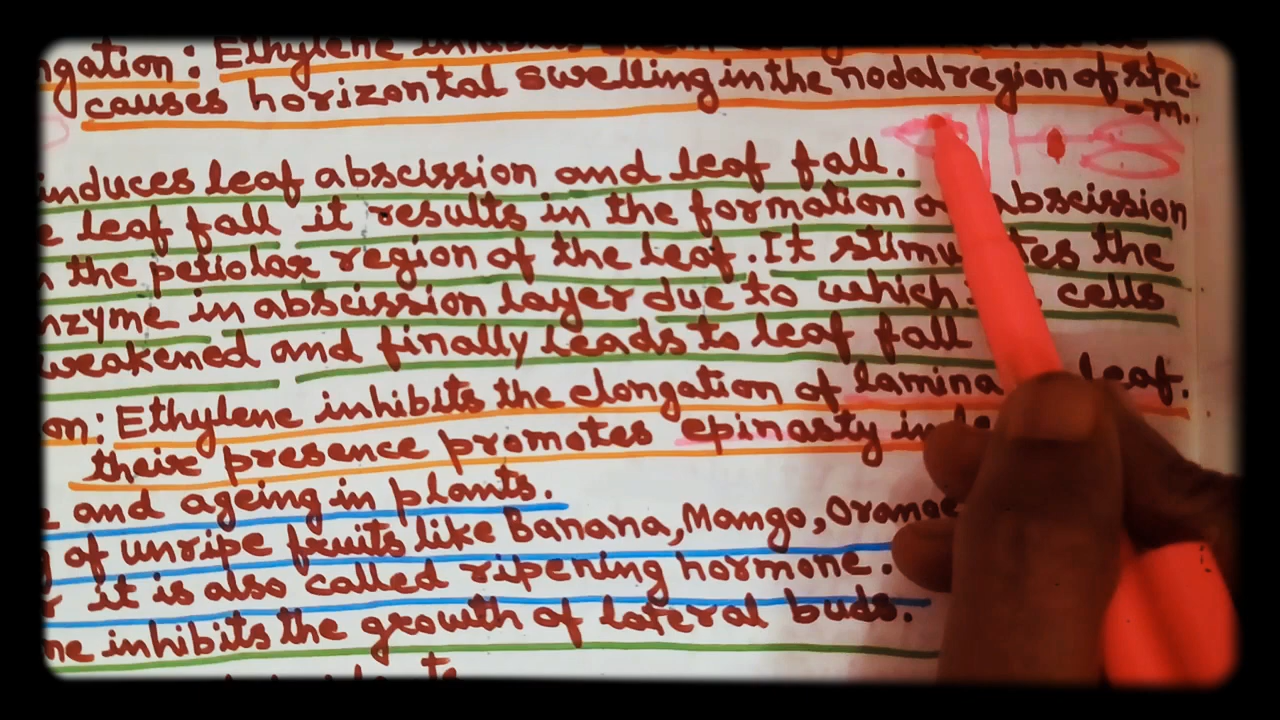 ngation: Ethylene inhibits
causes horizontal swelling in the nodal region of ste-
-m.
induces leaf abscission and leaf fall.
e leaf fall it results in the formation abscission
the petiolar region of the leaf. It stimu tes the
nzyme in abscission layer due to which cells
weakened and finally leads to leaf fall
on: Ethylene inhibits the elongation of lamina leaf.
their presence promotes epinasty in
and ageing in plants.
of unripe fruits like Banana, Mango, Orange
it is also called ripening hormone.
ne inhibits the growth of lateral buds.